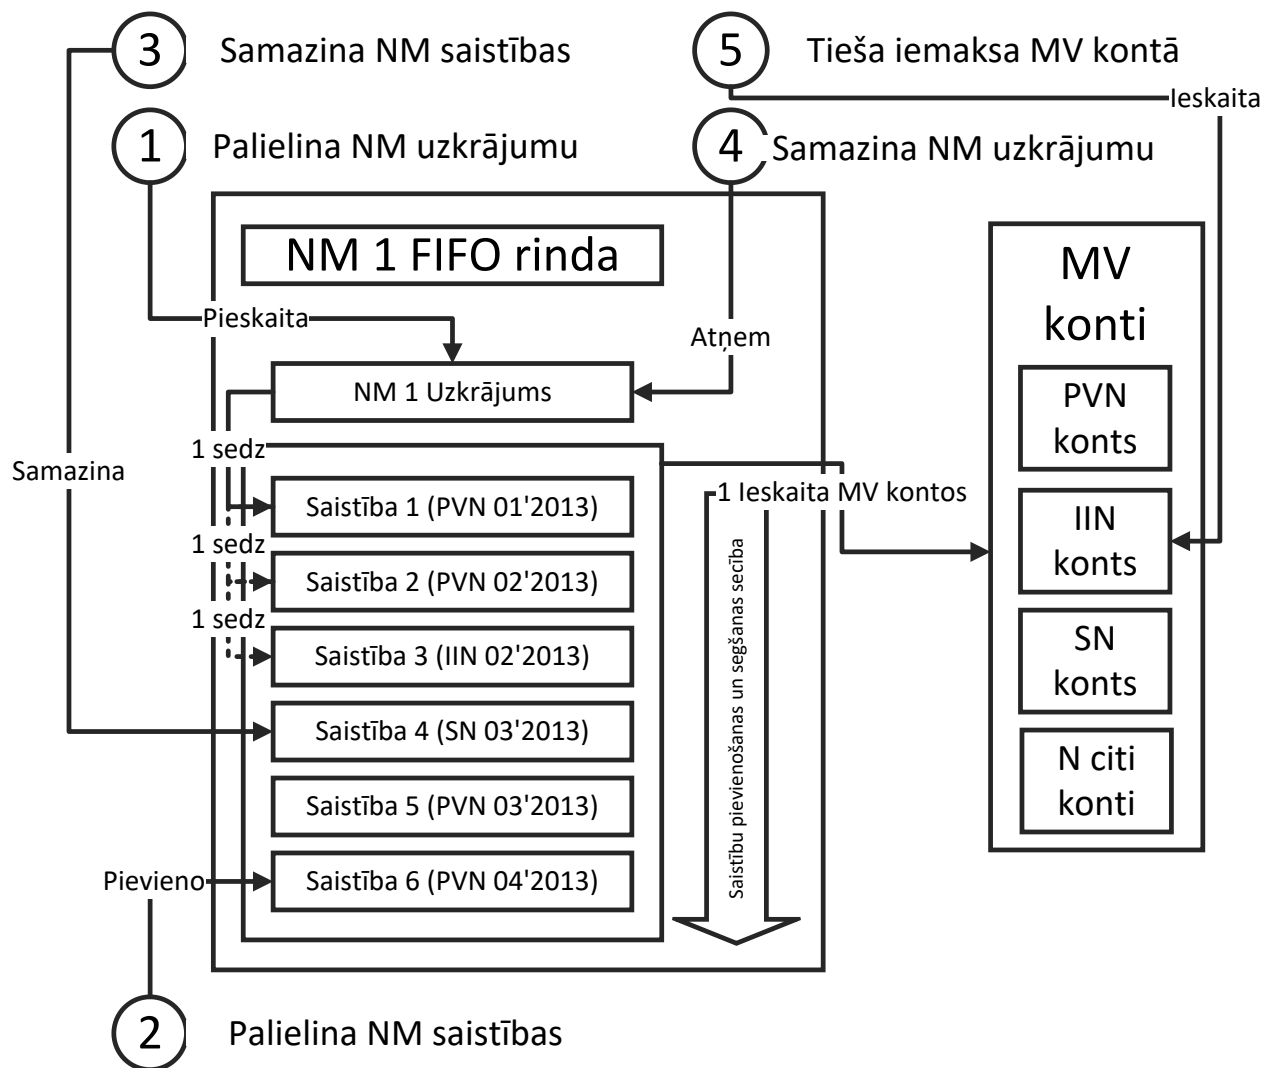 3
Samazina NM saistības
5
Tieša iemaksa MV kontā
Ieskaita
1
Palielina NM uzkrājumu
4
Samazina NM uzkrājumu
NM 1 FIFO rinda
Pieskaita
Atņem
NM 1 Uzkrājums
1 sedz
Samazina
Saistība 1 (PVN 01'2013)
1 sedz
Saistība 2 (PVN 02'2013)
1 sedz
Saistība 3 (IIN 02'2013)
Saistība 4 (SN 03'2013)
Saistība 5 (PVN 03'2013)
Pievieno
Saistība 6 (PVN 04'2013)
1 Ieskaita MV kontos
Saistību pievienošanas un segšanas secība
MV
konti
PVN
konts
IIN
konts
SN
konts
N citi
konti
2
Palielina NM saistības